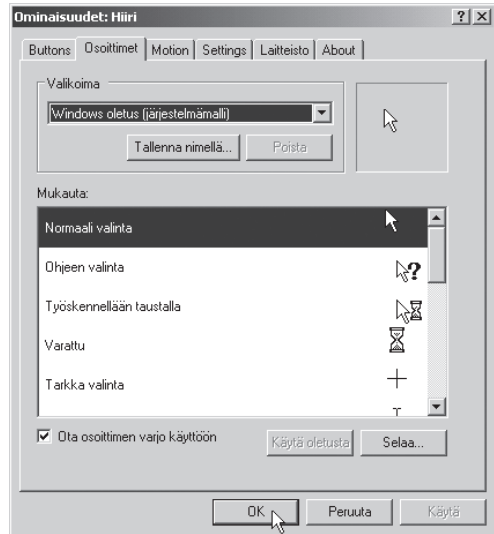 Ominaisuudet: Hiiri
Buttons Osoittimet Motion Settings Laitteisto About
Valikoima
Windows oletus (järjestelmämalli)
Tallenna nimellä... Poista
Mukauta:
Normaali valinta
Ohjeen valinta
Työskennellään taustalla
Varattu
Tarkka valinta
Ota osoittimen varjo käyttöön Käytä oletusta Selaa...
OK Peruuta Käytä